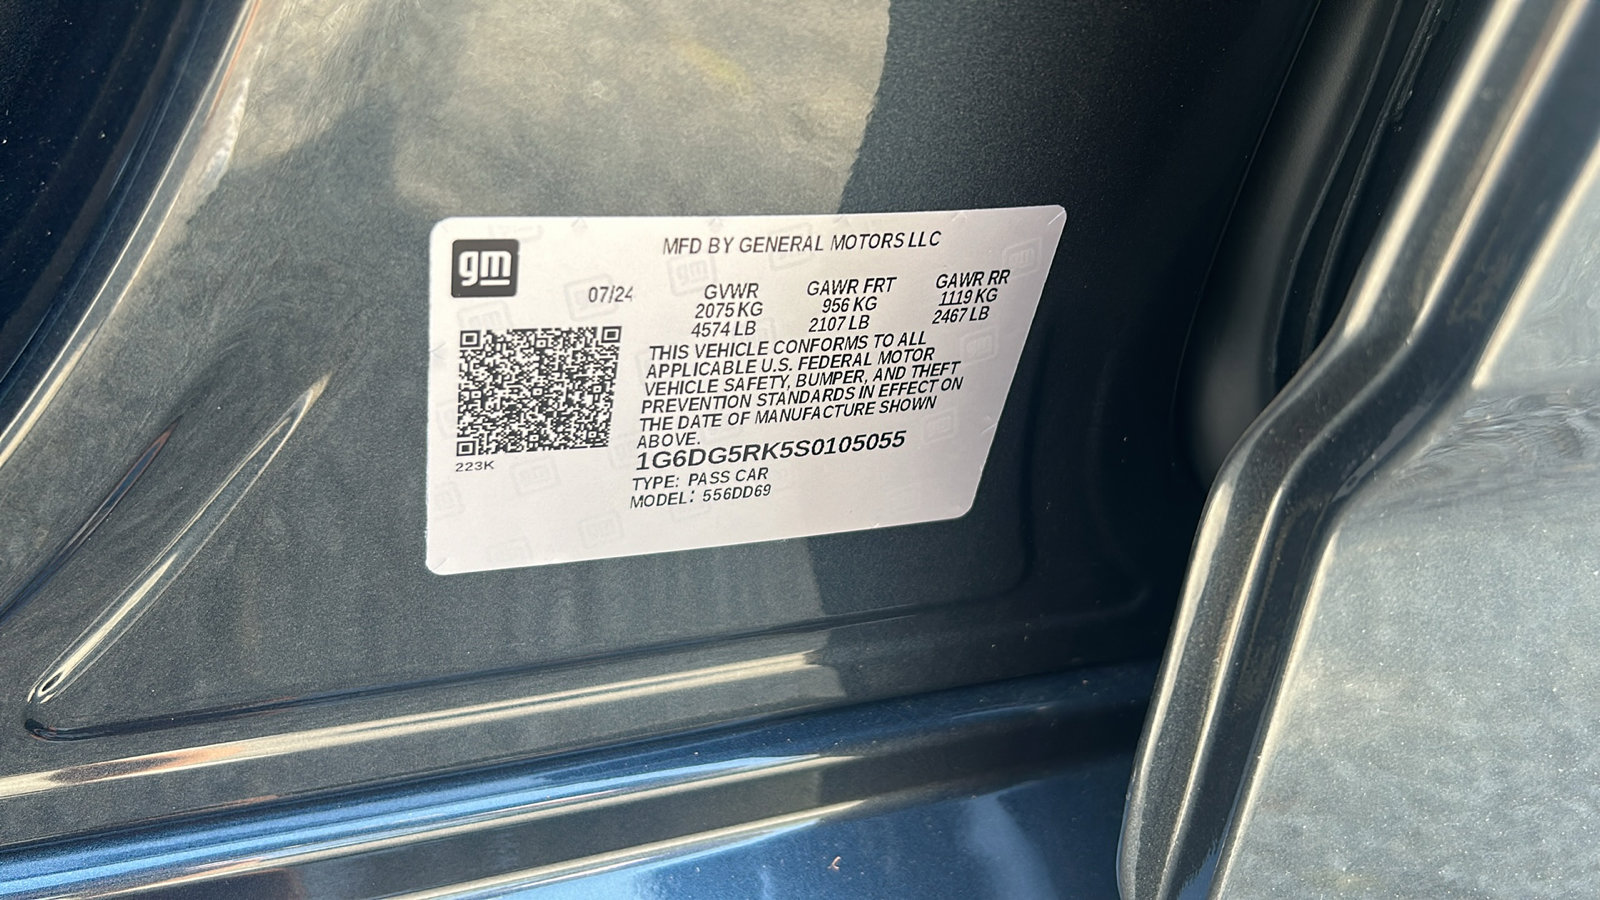 gm
MFD BY GENERAL MOTORS LLC
07/24
GVWR GAWR FRT GAWR RR
2075 KG 956 KG 1119 KG
4574 LB 2107 LB 2467 LB
THIS VEHICLE CONFORMS TO ALL
APPLICABLE U.S. FEDERAL MOTOR
VEHICLE SAFETY, BUMPER, AND THEFT
PREVENTION STANDARDS IN EFFECT ON
THE DATE OF MANUFACTURE SHOWN
ABOVE.
1G6DG5RK5S0105055
223K
TYPE: PASS CAR
MODEL: 556DD69